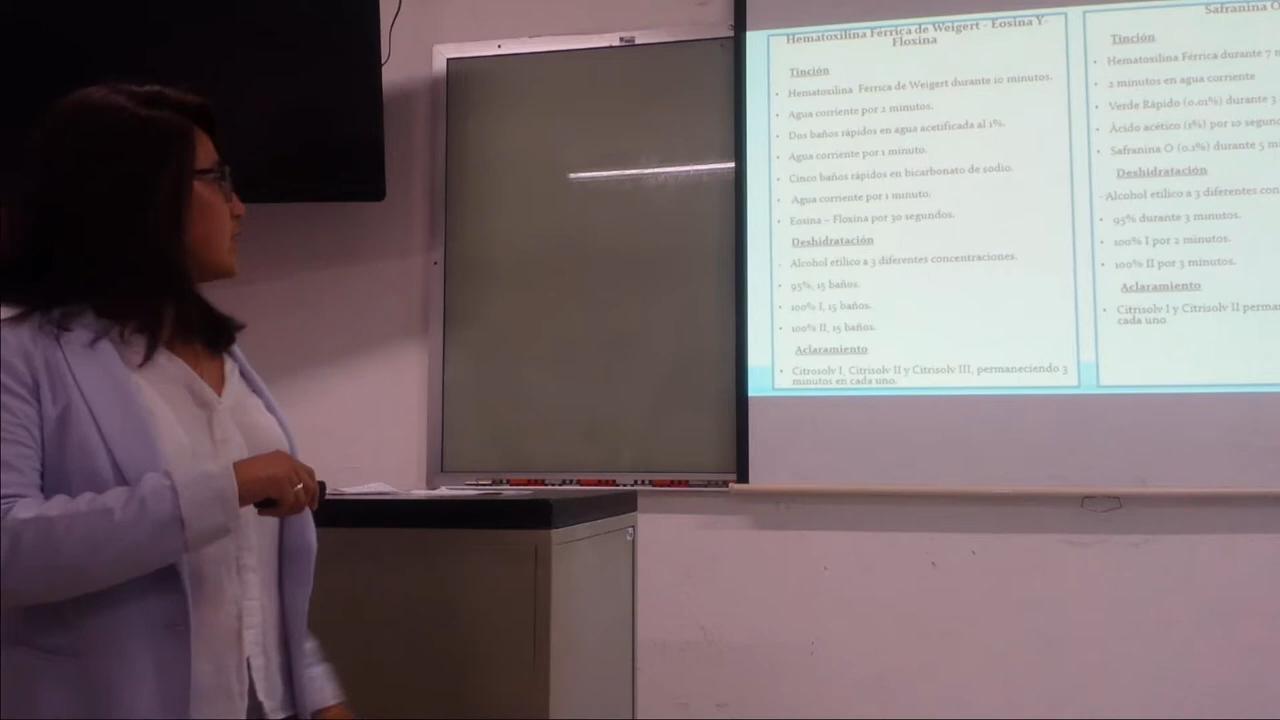 Hematoxilina Férrica de Weigert - Eosina Y-
Floxina
Tinción
• Hematoxilina Férrica de Weigert durante 10 minutos.
• Agua corriente por 2 minutos.
• Dos baños rápidos en agua acetificada al 1%.
• Agua corriente por 1 minuto.
• Cinco baños rápidos en bicarbonato de sodio.
• Agua corriente por 1 minuto.
• Eosina – Floxina por 30 segundos.
Deshidratación
- Alcohol etílico a 3 diferentes concentraciones.
• 95%, 15 baños.
• 100% I, 15 baños.
• 100% II, 15 baños.
Aclaramiento
• Citrosolv I, Citrisolv II y Citrisolv III, permaneciendo 3
minutos en cada uno.
Safranina O
Tinción
• Hematoxilina Férrica durante 7
• 2 minutos en agua corriente
• Verde Rápido (0.01%) durante 3
• Ácido acético (1%) por 10 segun
• Safranina O (0.1%) durante 5 m
Deshidratación
- Alcohol etílico a 3 diferentes con
• 95% durante 3 minutos.
• 100% I por 2 minutos.
• 100% II por 3 minutos.
Aclaramiento
• Citrisolv I y Citrisolv II perma
cada uno